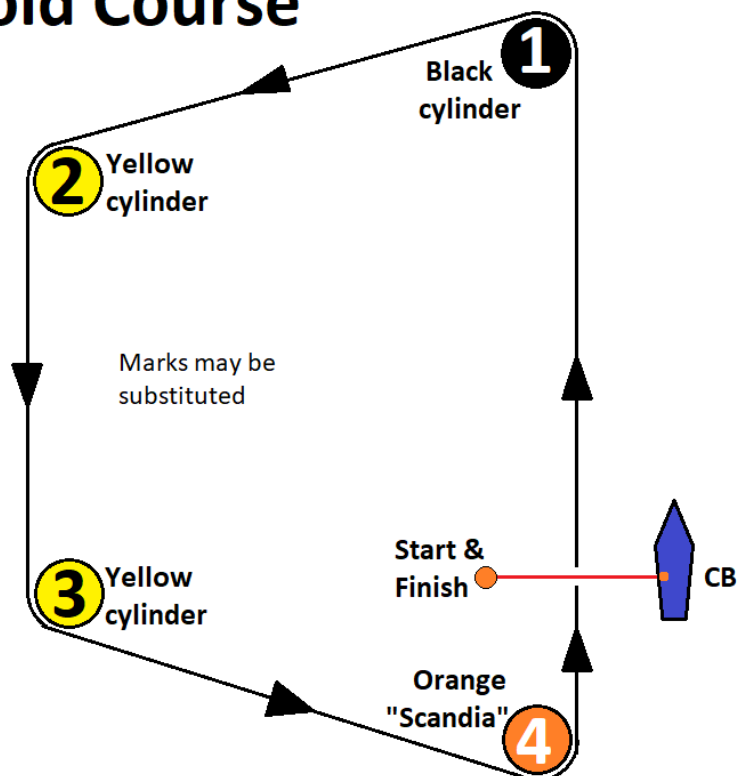 Course
1
Black
cylinder
2
Yellow
cylinder
Marks may be
substituted
Start &
Finish
CB
3
Yellow
cylinder
Orange
"Scandia"
4